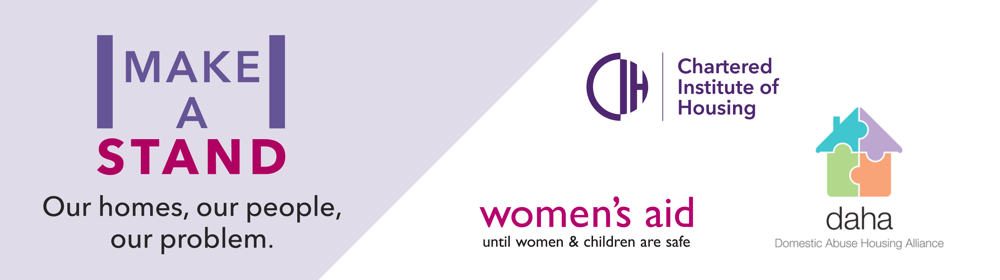 MAKE
A
STAND
Our homes, our people,
our problem.
CIH
Chartered
Institute of
Housing
women's aid
until women & children are safe
daha
Domestic Abuse Housing Alliance